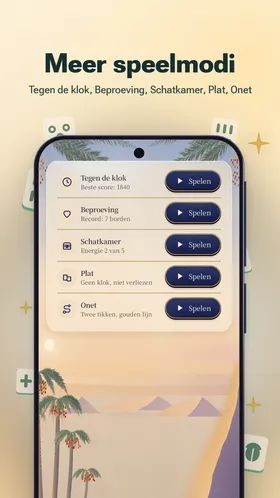 Meer speelmodi
Tegen de klok, Beproeving, Schatkamer, Plat, Onet
Tegen de klok
Beste score: 1840
Spelen
Beproeving
Record: 7 borden
Spelen
Schatkamer
Energie 2 van 5
Spelen
Plat
Geen klok, niet verliezen
Spelen
Onet
Twee tikken, gouden lijn
Spelen